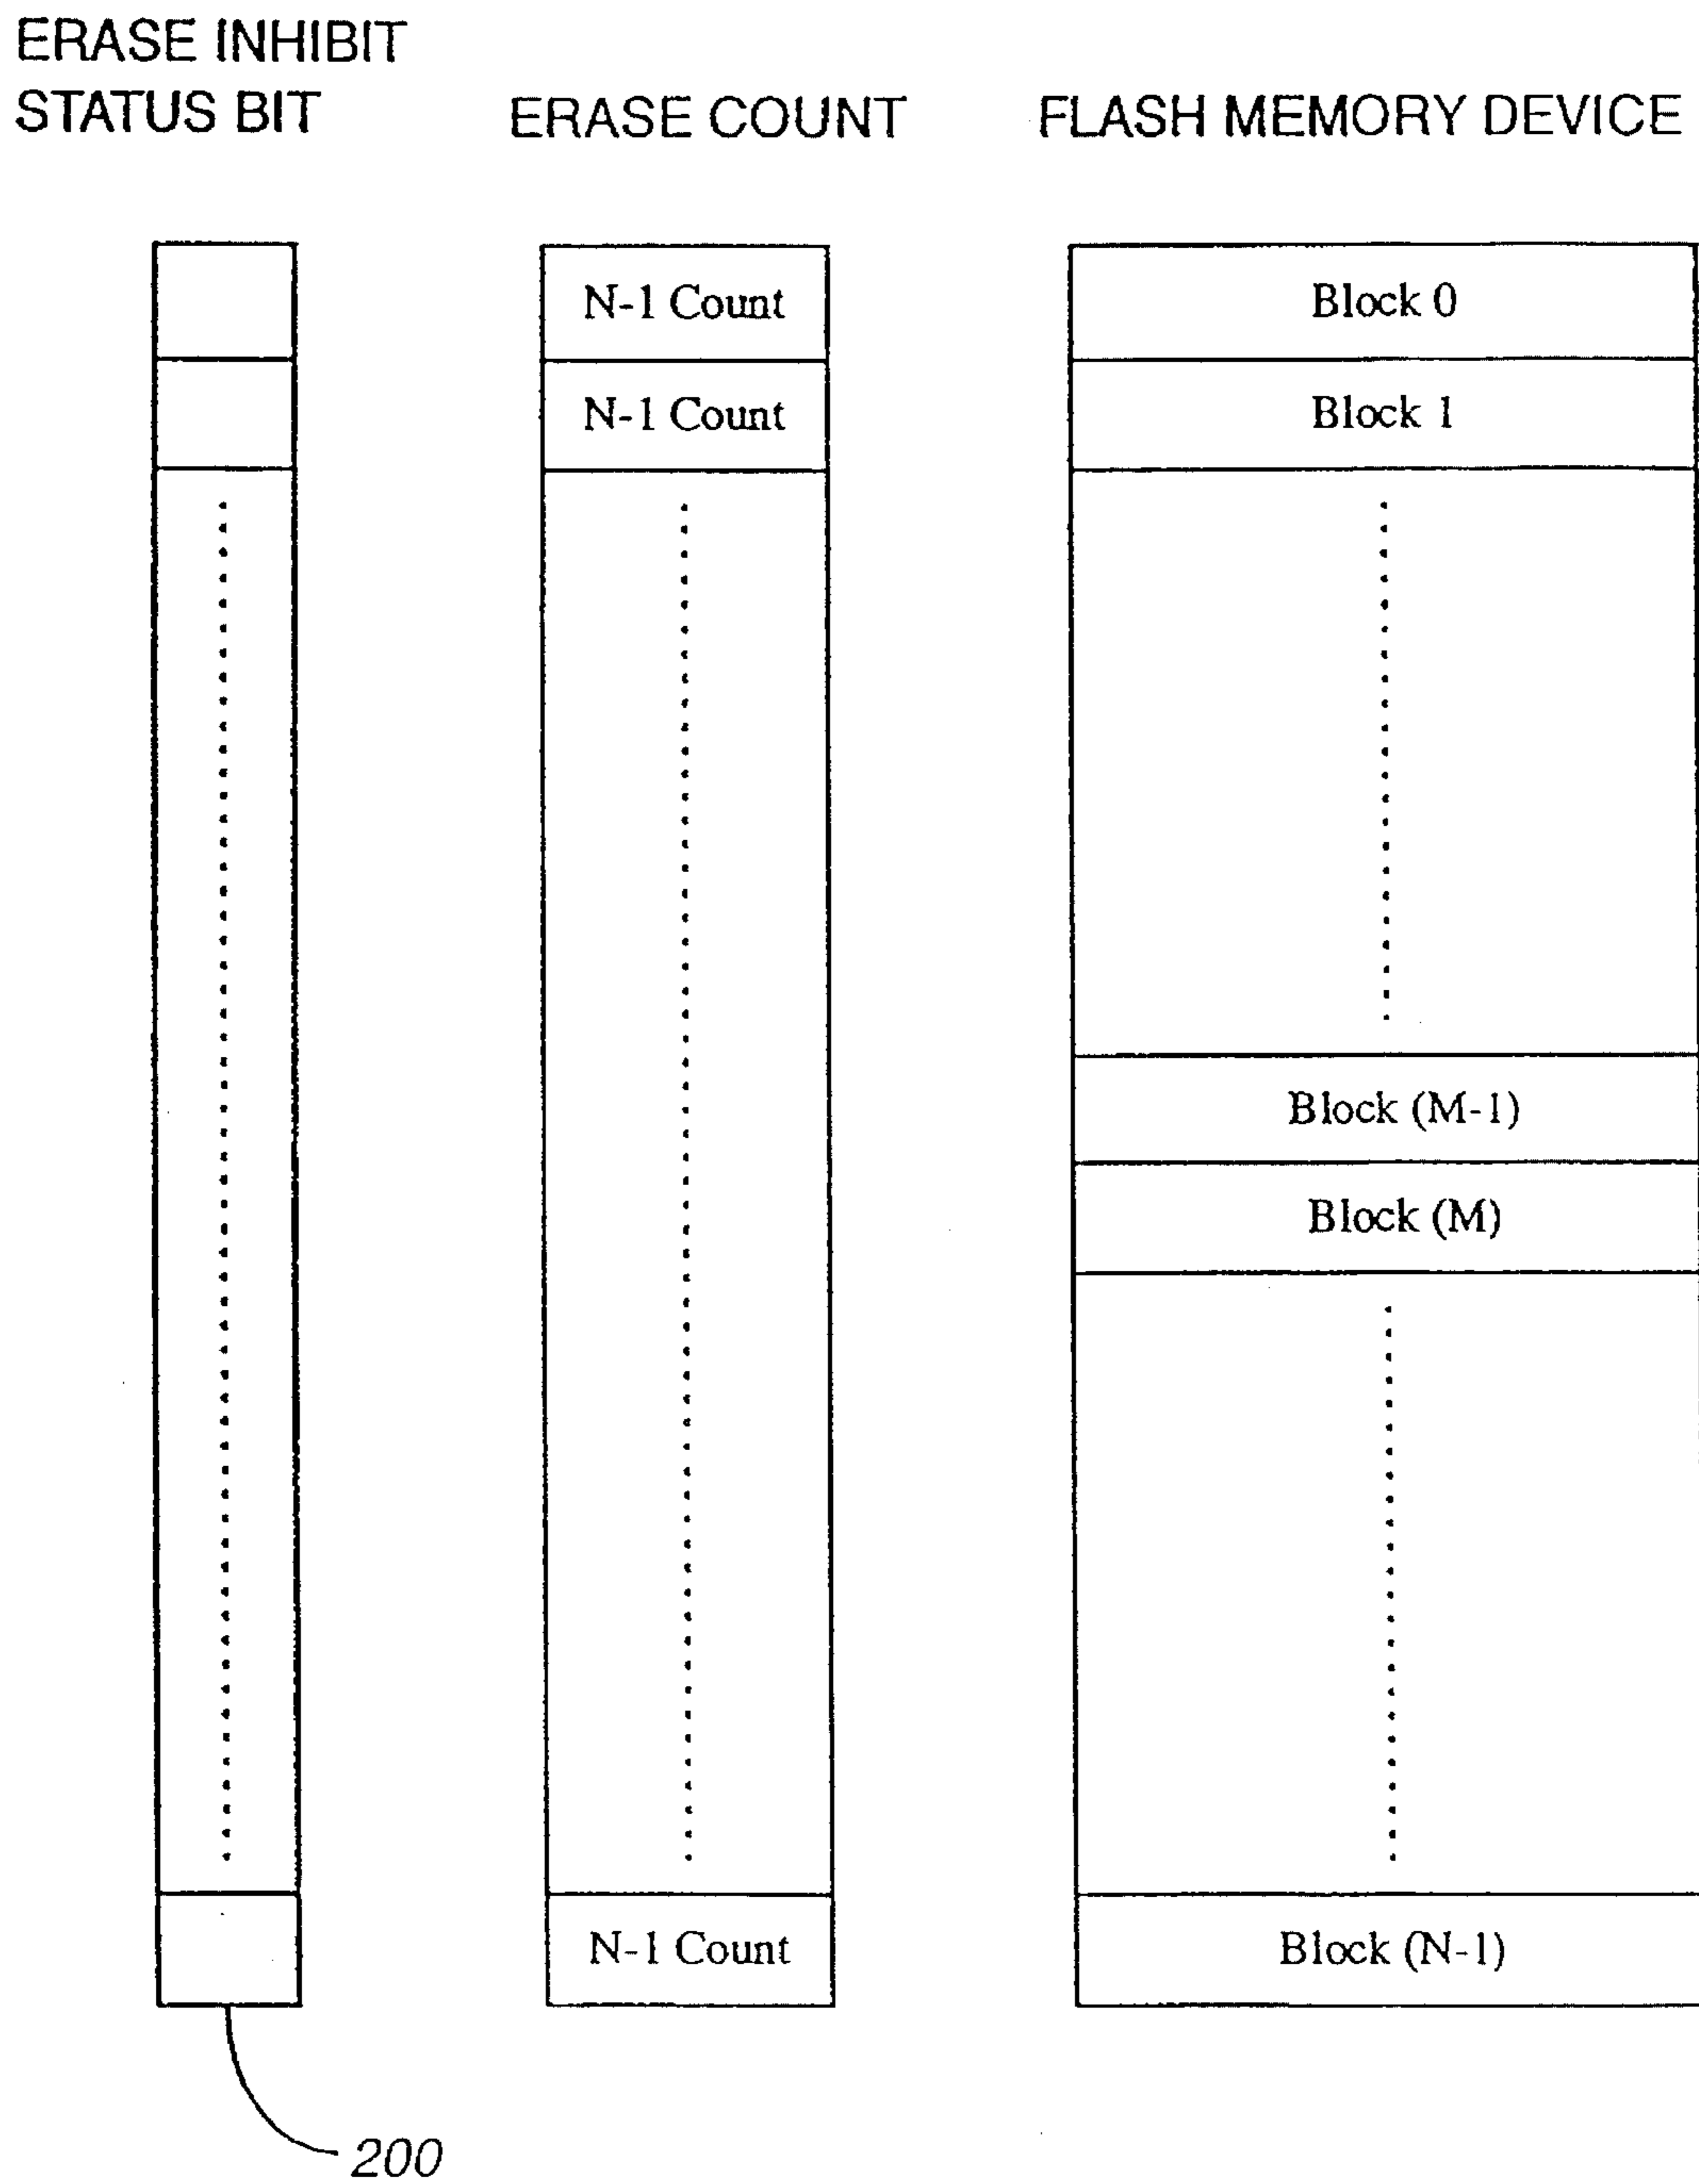 ERASE INHIBIT
STATUS BIT
ERASE COUNT
FLASH MEMORY DEVICE
N-1 Count
Block 0
N-1 Count
Block 1
Block (M-1)
Block (M)
N-1 Count
Block (N-1)
200